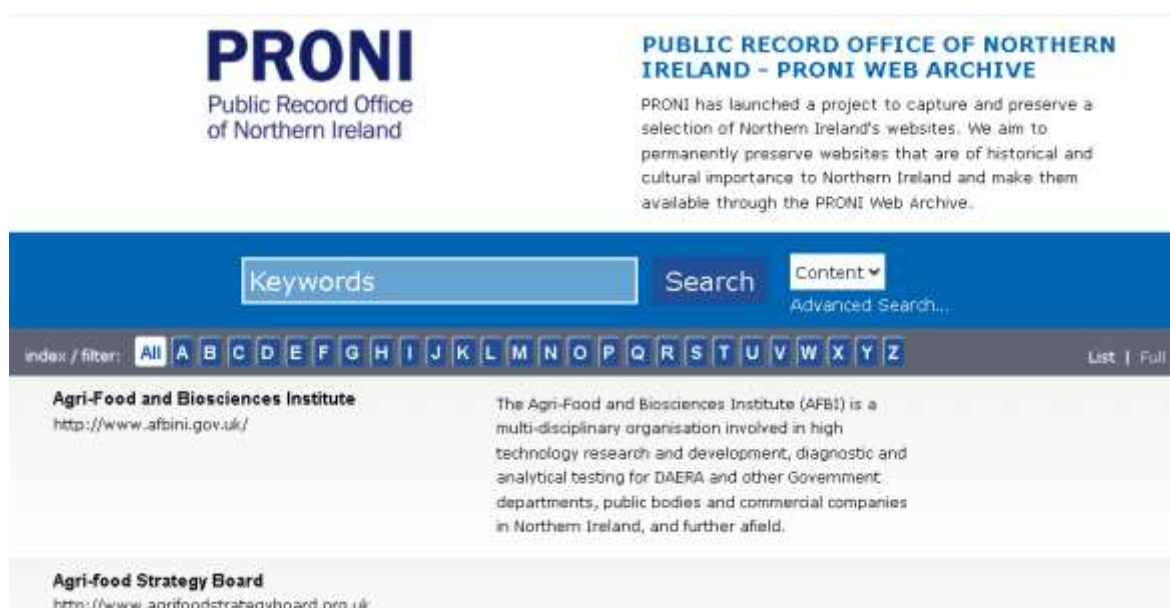 PRONI
Public Record Office
of Northern Ireland
PUBLIC RECORD OFFICE OF NORTHERN
IRELAND - PRONI WEB ARCHIVE
PRONI has launched a project to capture and preserve a
selection of Northern Ireland's websites. We aim to
permanently preserve websites that are of historical and
cultural importance to Northern Ireland and make them
available through the PRONI Web Archive.
Keywords
Search
Content
Advanced Search...
index / filter: All A B C D E F G H I J K L M N O P Q R S T U V W X Y Z
List | Full
Agri-Food and Biosciences Institute
http://www.afbini.gov.uk/
The Agri-Food and Biosciences Institute (AFBI) is a
multi-disciplinary organisation involved in high
technology research and development, diagnostic and
analytical testing for DAERA and other Government
departments, public bodies and commercial companies
in Northern Ireland, and further afield.
Agri-food Strategy Board
http://www.agrifoodstrategyboard.org.uk